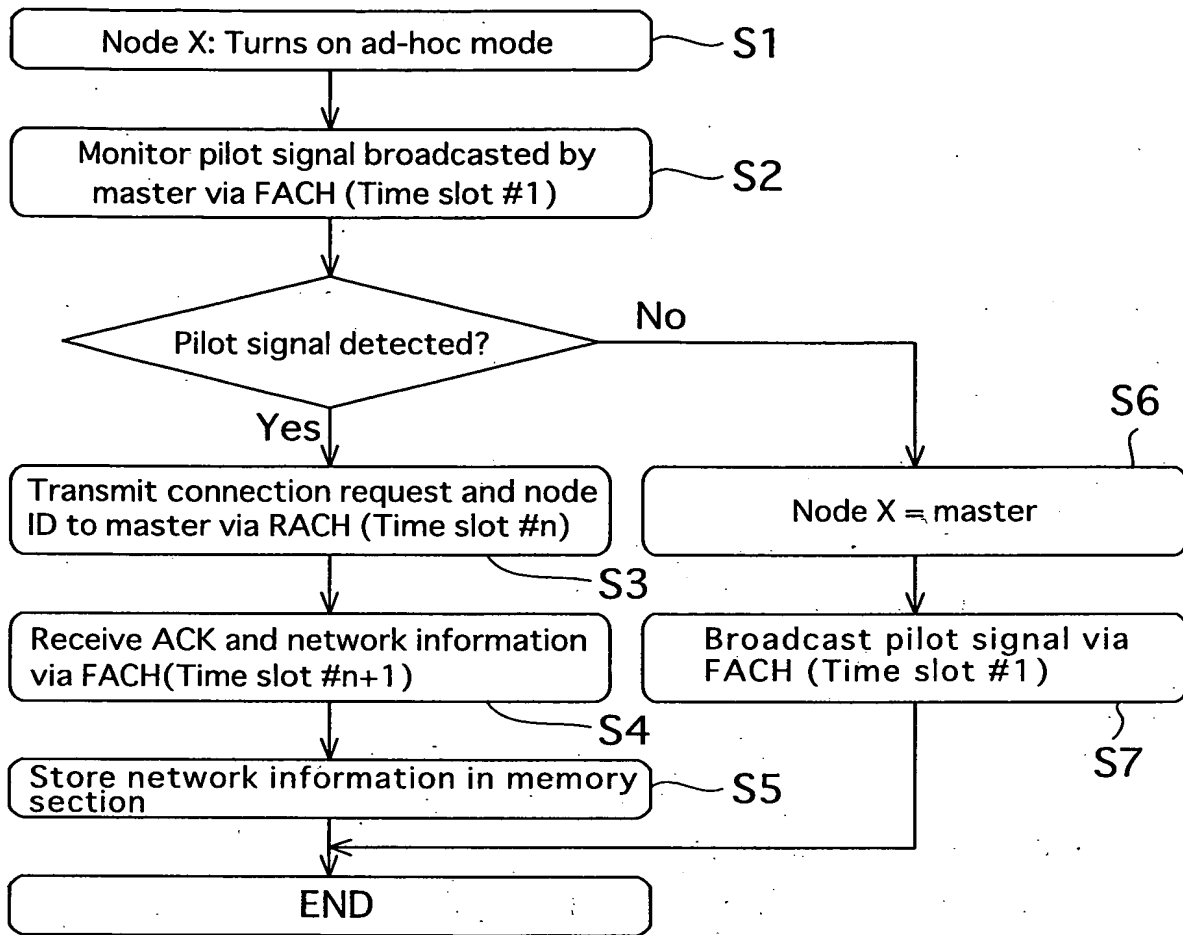 Node X: Turns on ad-hoc mode
S1
Monitor pilot signal broadcasted by
master via FACH (Time slot #1)
S2
Pilot signal detected?
No
Yes
S6
Transmit connection request and node
ID to master via RACH (Time slot #n)
S3
Node X = master
Receive ACK and network information
via FACH(Time slot #n+1)
S4
Broadcast pilot signal via
FACH (Time slot #1)
S7
Store network information in memory
section
S5
END